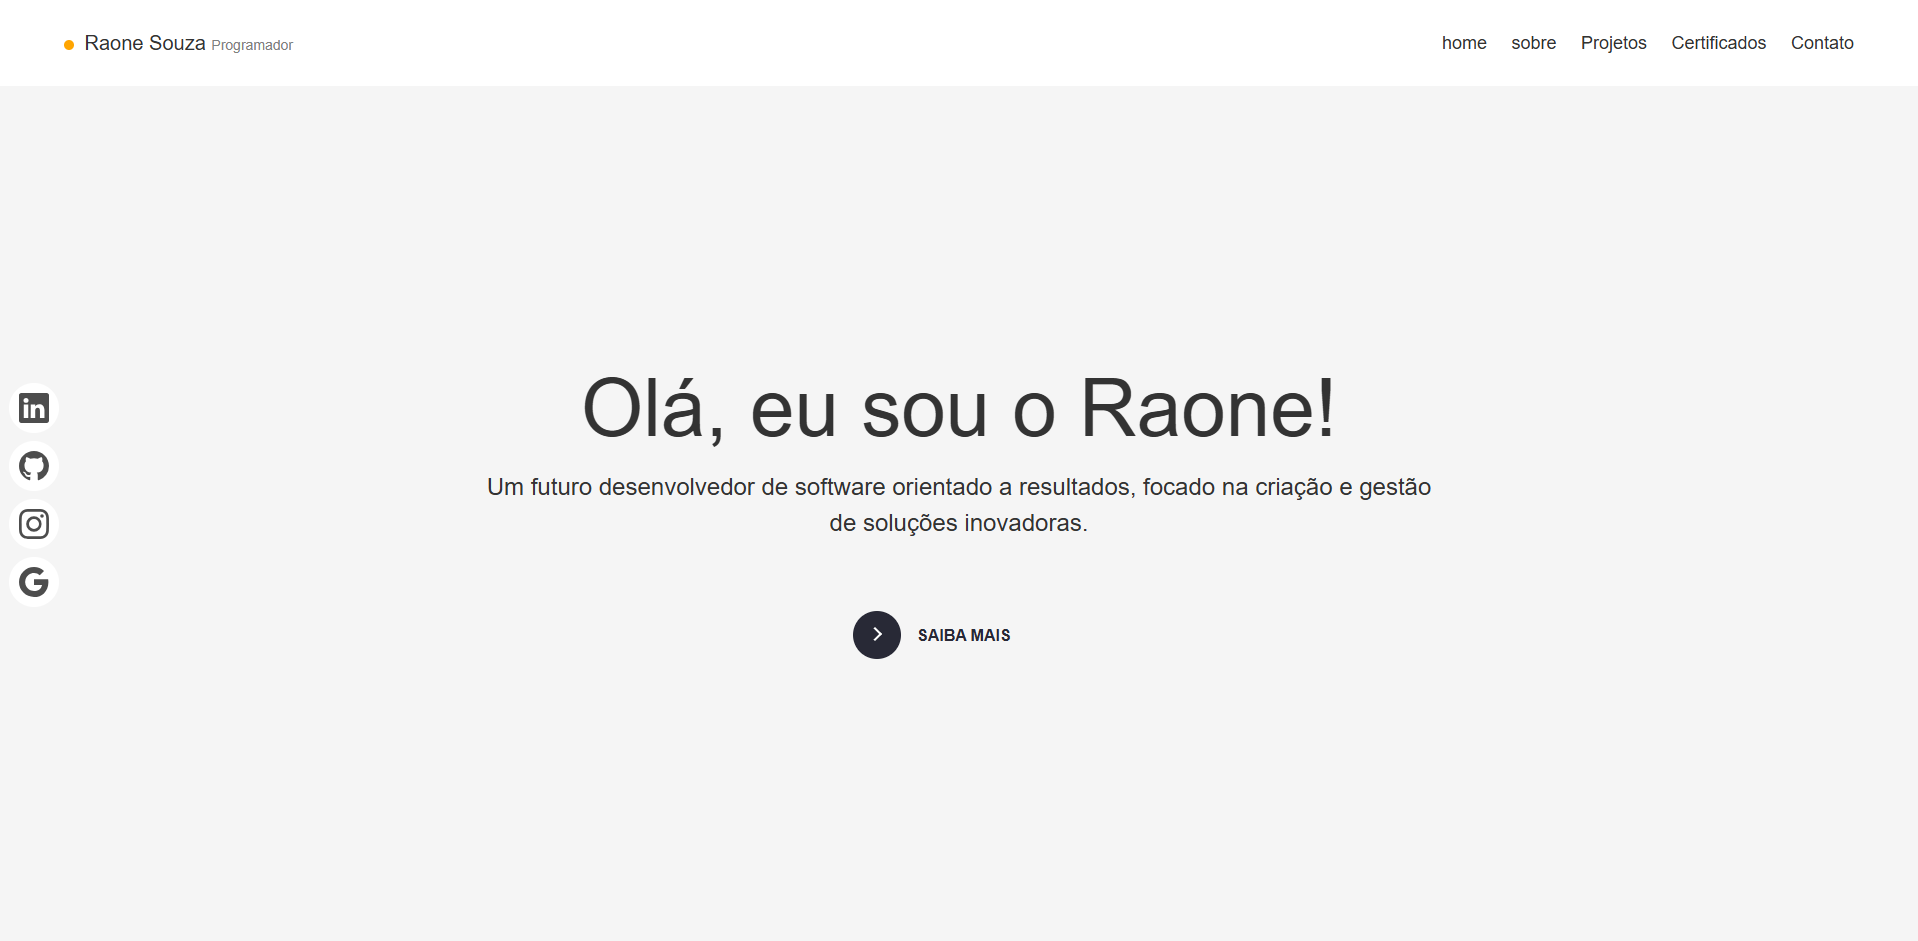 Raone Souza Programador
home sobre Projetos Certificados Contato
Olá, eu sou o Raone!
Um futuro desenvolvedor de software orientado a resultados, focado na criação e gestão
de soluções inovadoras.
SAIBA MAIS